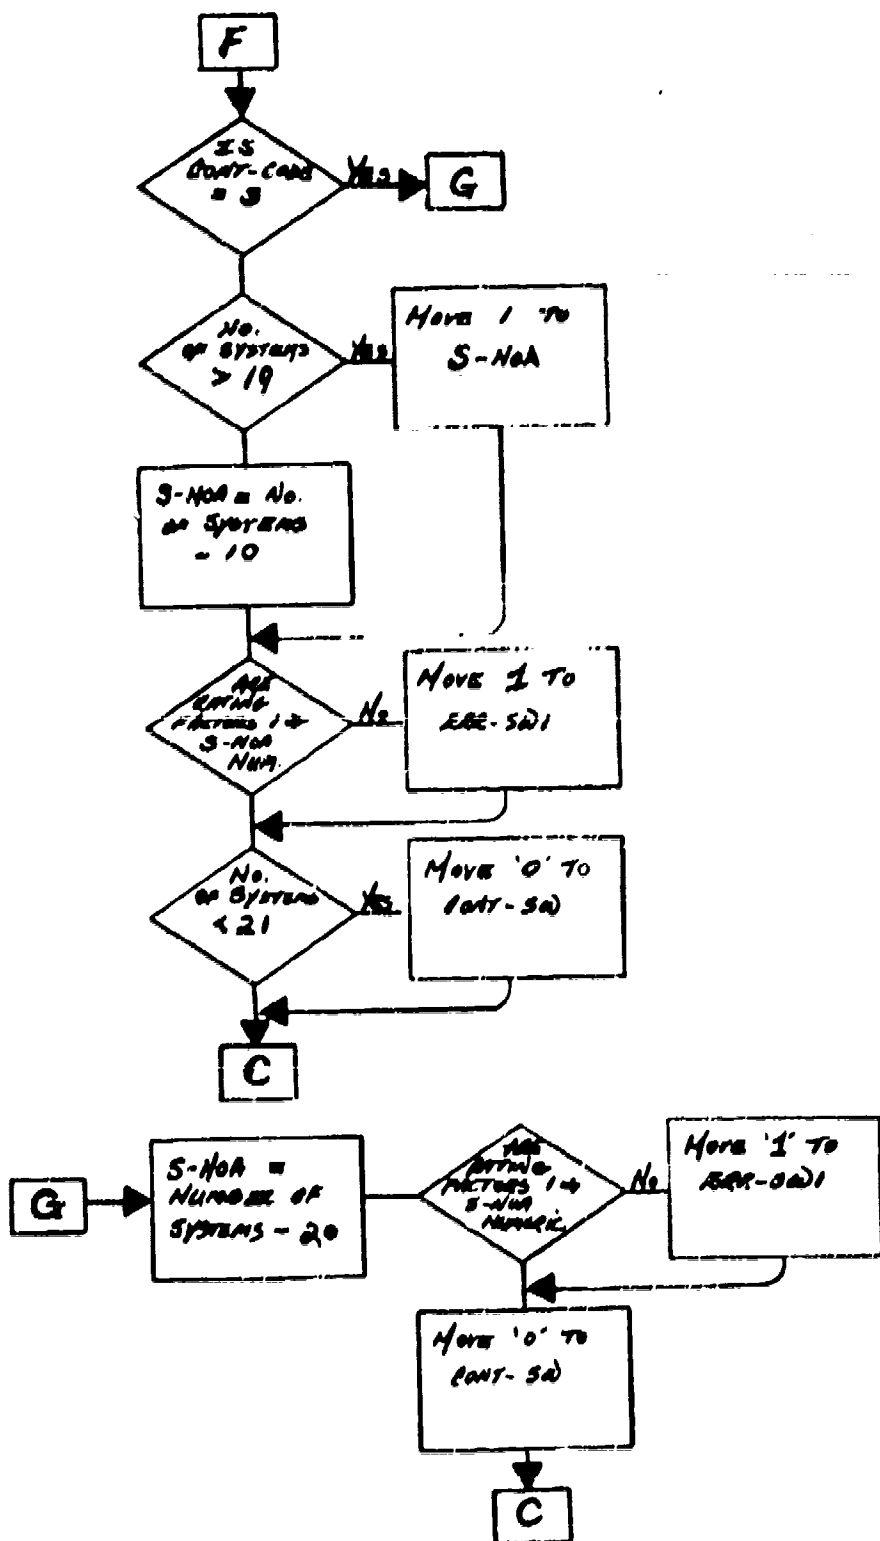 F
IS
CONT-CODE
= 3
YES
G
NO.
OF SYSTEMS
> 19
YES
MOVE 1 TO
S-NOA
S-NOA = NO.
OF SYSTEMS
- 10
ARE
RATING
FACTORS 1 →
S-NOA
NUM.
NO
MOVE 1 TO
ERR-SW1
NO.
OF SYSTEMS
< 21
YES
MOVE '0' TO
CONT-SW
C
G
S-NOA =
NUMBER OF
SYSTEMS - 20
ARE
RATING
FACTORS 1 →
S-NOA
NUMERIC.
NO
MOVE '1' TO
ERR-SW1
MOVE '0' TO
CONT-SW
C